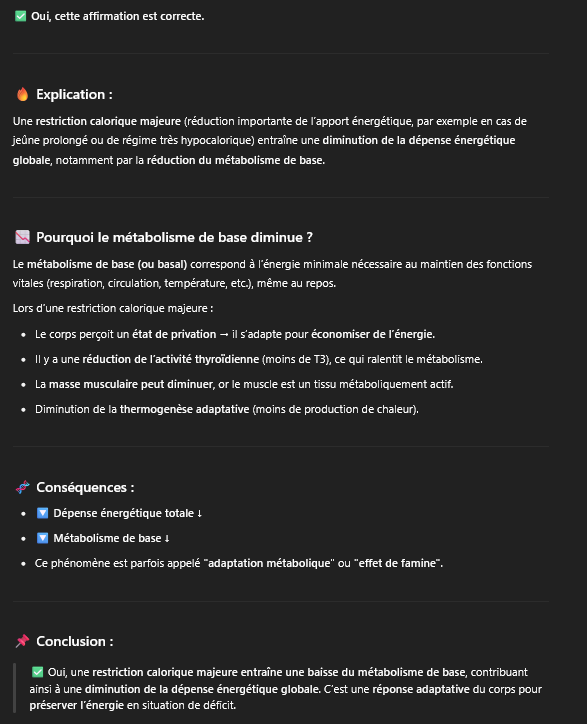 ✅ Oui, cette affirmation est correcte.
🔥 Explication :
Une restriction calorique majeure (réduction importante de l'apport énergétique, par exemple en cas de
jeûne prolongé ou de régime très hypocalorique) entraîne une diminution de la dépense énergétique
globale, notamment par la réduction du métabolisme de base.
📉 Pourquoi le métabolisme de base diminue ?
Le métabolisme de base (ou basal) correspond à l'énergie minimale nécessaire au maintien des fonctions
vitales (respiration, circulation, température, etc.), même au repos.
Lors d'une restriction calorique majeure :
• Le corps perçoit un état de privation → il s'adapte pour économiser de l'énergie.
• Il y a une réduction de l'activité thyroïdienne (moins de T3), ce qui ralentit le métabolisme.
• La masse musculaire peut diminuer, or le muscle est un tissu métaboliquement actif.
• Diminution de la thermogenèse adaptative (moins de production de chaleur).
🧬 Conséquences :
• 🔽 Dépense énergétique totale ↓
• 🔽 Métabolisme de base ↓
• Ce phénomène est parfois appelé "adaptation métabolique" ou "effet de famine".
📌 Conclusion :
✅ Oui, une restriction calorique majeure entraîne une baisse du métabolisme de base, contribuant
ainsi à une diminution de la dépense énergétique globale. C'est une réponse adaptative du corps pour
préserver l'énergie en situation de déficit.